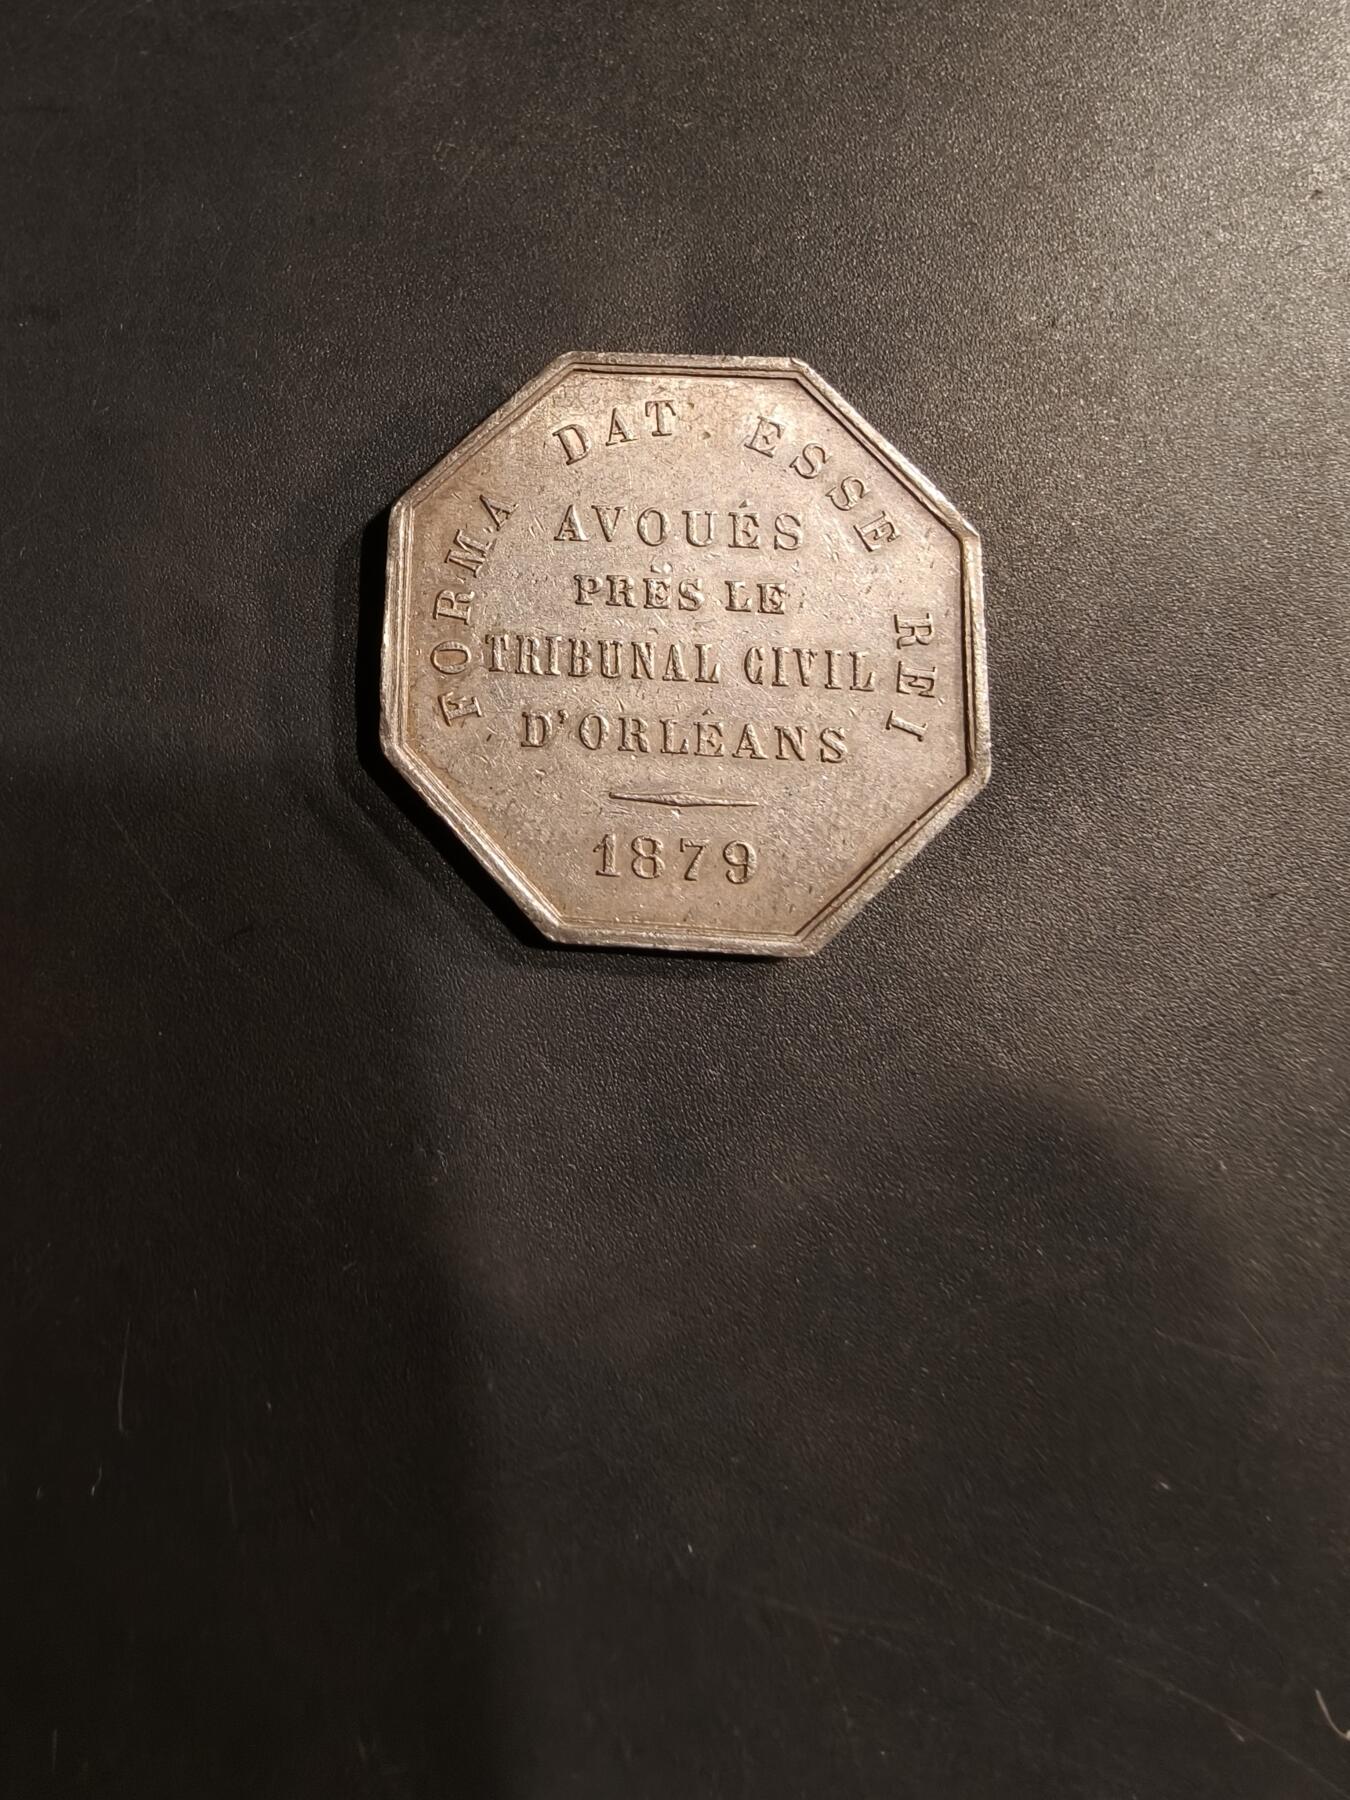 FORMA DAT ESSE REI
AVOUÉS
PRÈS LE
TRIBUNAL CIVIL
D'ORLÉANS
1879